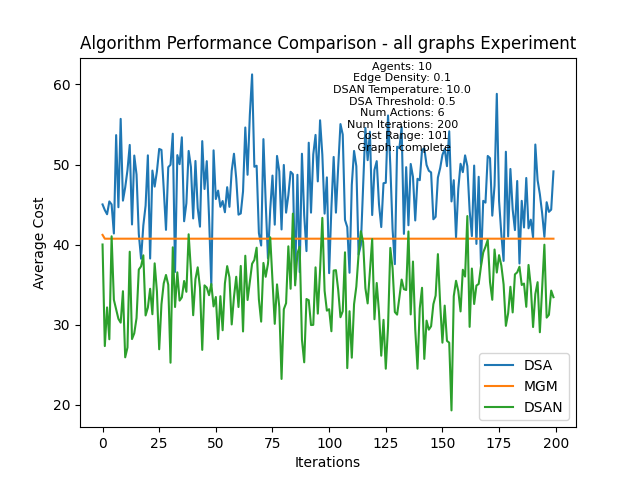 Algorithm Performance Comparison - all graphs Experiment
Agents: 10
Edge Density: 0.1
DSAN Temperature: 10.0
DSA Threshold: 0.5
Num Actions: 6
Num Iterations: 200
Cost Range: 101
Graph: complete
Average Cost
60
50
40
30
20
0
25
50
75
100
125
150
175
200
Iterations
DSA
MGM
DSAN